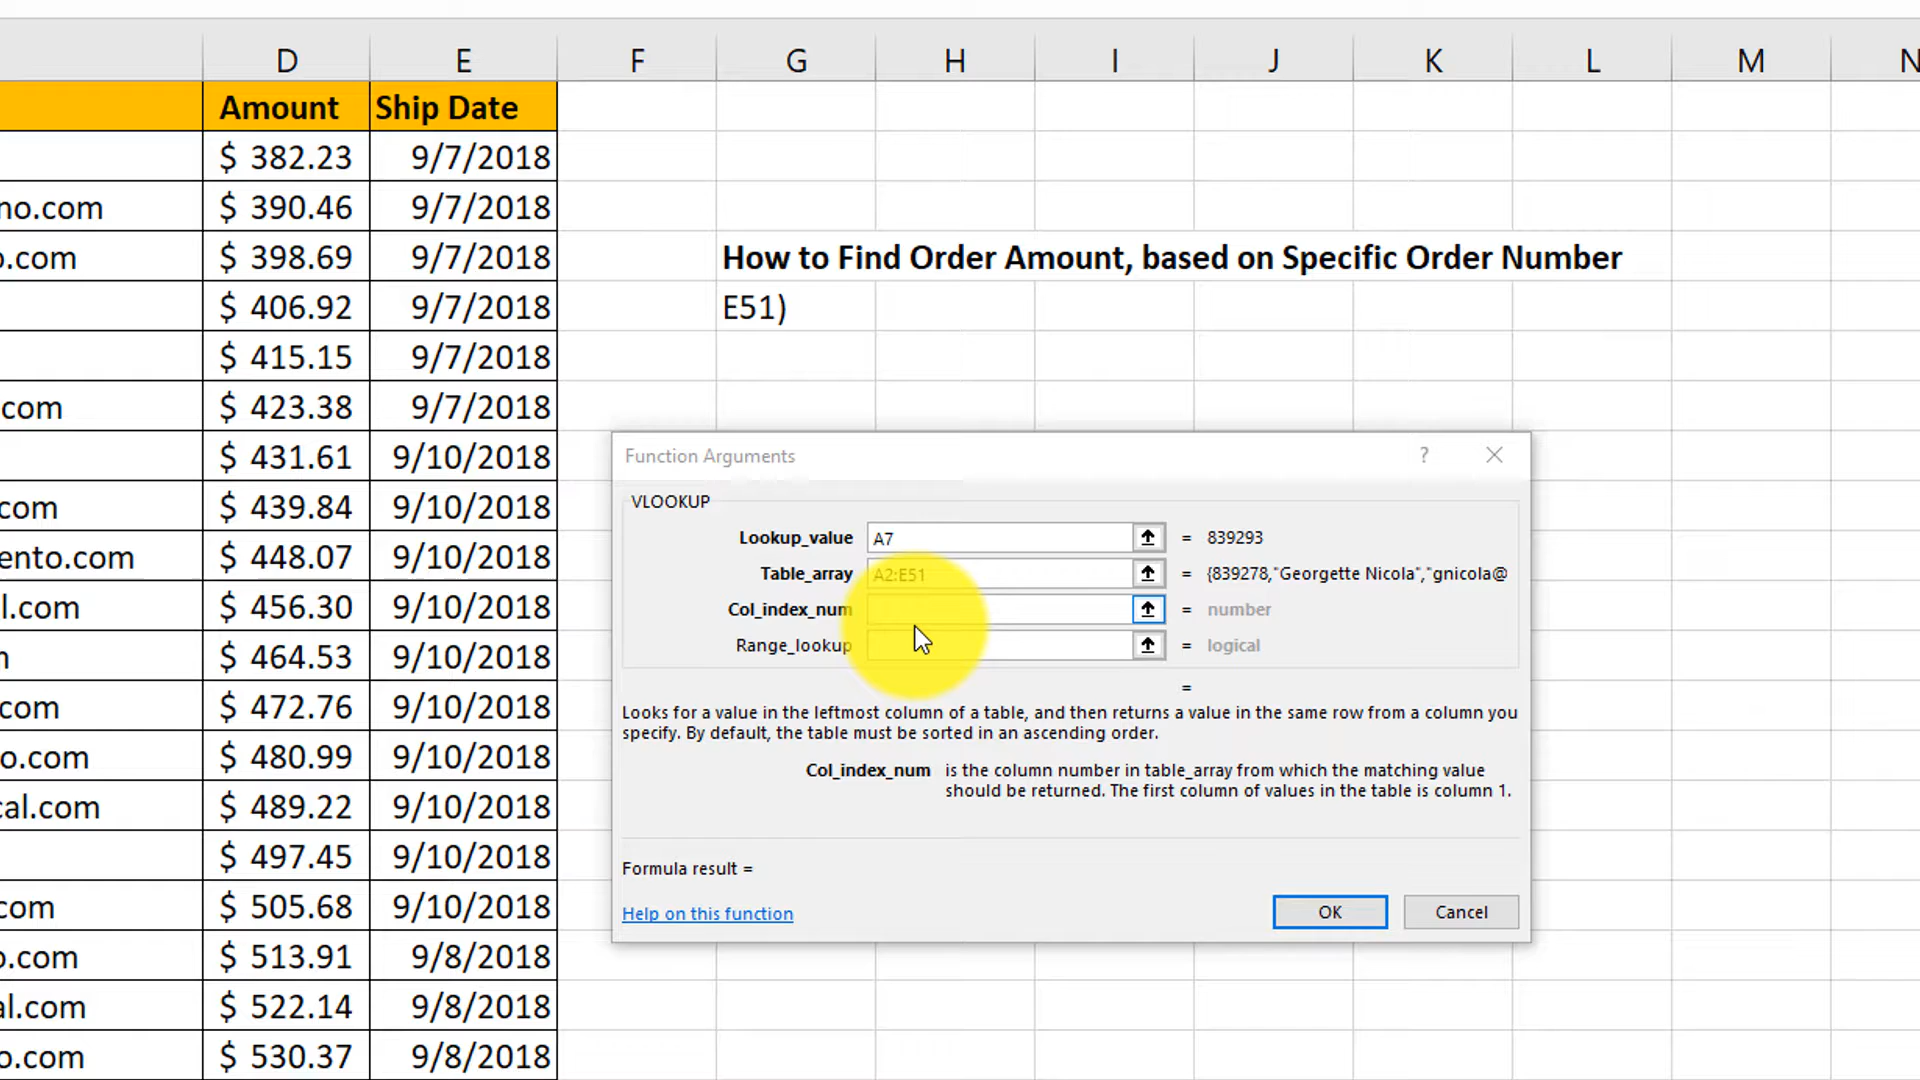 D E F G H I J K L M N
Amount Ship Date
$ 382.23 9/7/2018
no.com $ 390.46 9/7/2018
o.com $ 398.69 9/7/2018 How to Find Order Amount, based on Specific Order Number
$ 406.92 9/7/2018 E51)
$ 415.15 9/7/2018
.com $ 423.38 9/7/2018
$ 431.61 9/10/2018
.com $ 439.84 9/10/2018
ento.com $ 448.07 9/10/2018
l.com $ 456.30 9/10/2018
m $ 464.53 9/10/2018
.com $ 472.76 9/10/2018
o.com $ 480.99 9/10/2018
cal.com $ 489.22 9/10/2018
$ 497.45 9/10/2018
.com $ 505.68 9/10/2018
o.com $ 513.91 9/8/2018
al.com $ 522.14 9/8/2018
o.com $ 530.37 9/8/2018
Function Arguments ?
VLOOKUP
Lookup_value A7 = 839293
Table_array A2:E51 = {839278,"Georgette Nicola","gnicola@
Col_index_num = number
Range_lookup = logical
=
Looks for a value in the leftmost column of a table, and then returns a value in the same row from a column you
specify. By default, the table must be sorted in an ascending order.
Col_index_num is the column number in table_array from which the matching value
should be returned. The first column of values in the table is column 1.
Formula result =
Help on this function OK Cancel